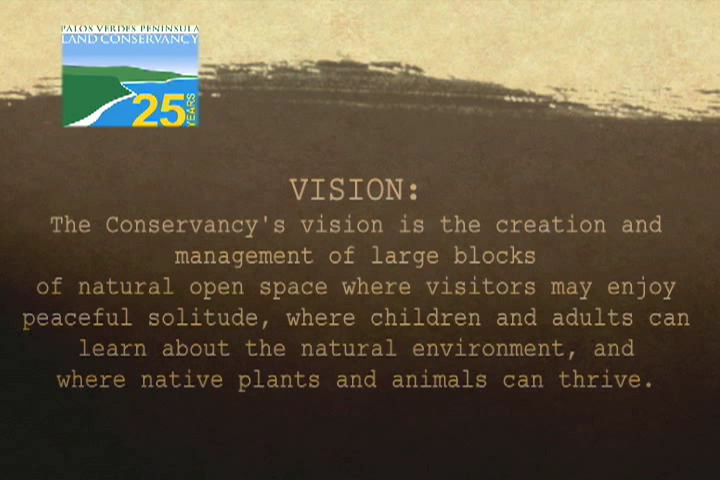 PALOS VERDES PENINSULA
LAND CONSERVANCY
25
YEARS
VISION:
The Conservancy's vision is the creation and
management of large blocks
of natural open space where visitors may enjoy
peaceful solitude, where children and adults can
learn about the natural environment, and
where native plants and animals can thrive.